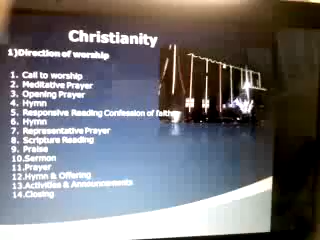 Christianity
1)Direction of worship
1. Call to worship
2. Meditative Prayer
3. Opening Prayer
4. Hymn
5. Responsive Reading Confession of faith
6. Hymn
7. Representative Prayer
8. Scripture Reading
9. Praise
10.Sermon
11.Prayer
12.Hymn & Offering
13.Activities & Announcements
14.Closing